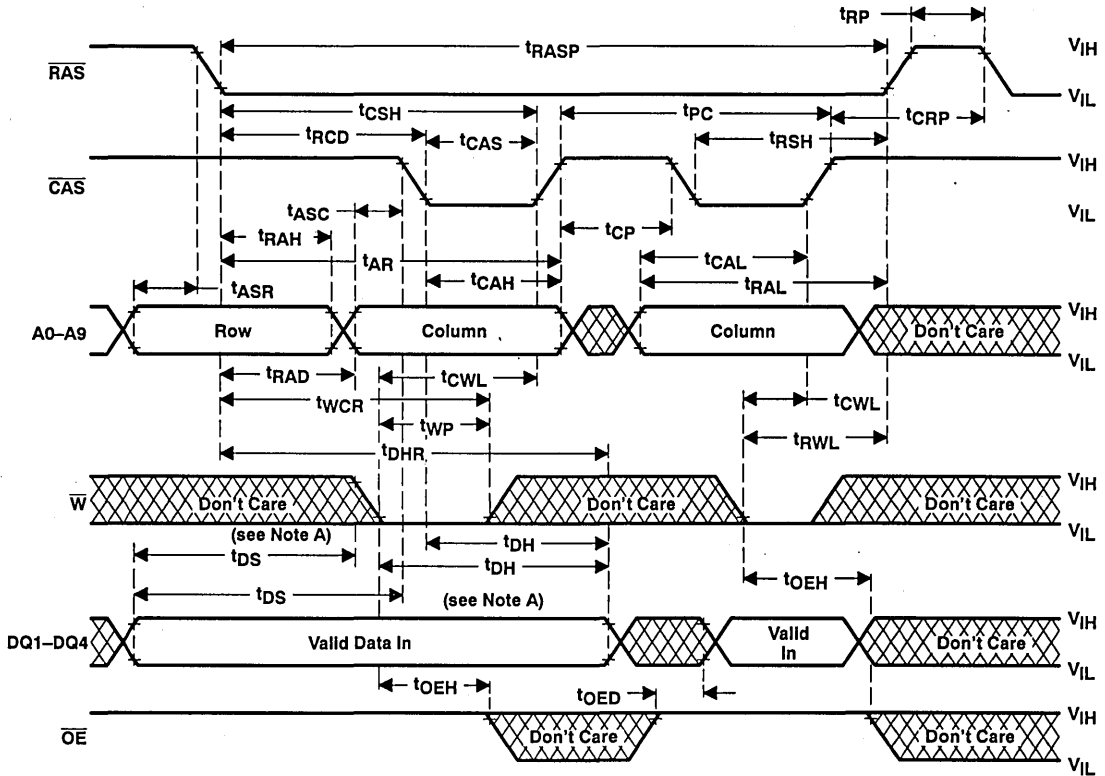 tRP
tRASP
VIH
RAS
VIL
tCSH
tPC
tCRP
tRCD
tCAS
tRSH
VIH
CAS
VIL
tASC
tRAH
tCP
tAR
tCAL
tCAH
tRAL
tASR
VIH
A0–A9
Row
Column
Column
Don't Care
VIL
tRAD
tCWL
tWCR
tCWL
tWP
tRWL
tDHR
VIH
W
Don't Care
Don't Care
Don't Care
VIL
(see Note A)
tDS
tDH
tDH
tOEH
tDS
(see Note A)
VIH
DQ1–DQ4
Valid Data In
Valid
In
Don't Care
VIL
tOEH
tOED
VIH
OE
Don't Care
Don't Care
VIL